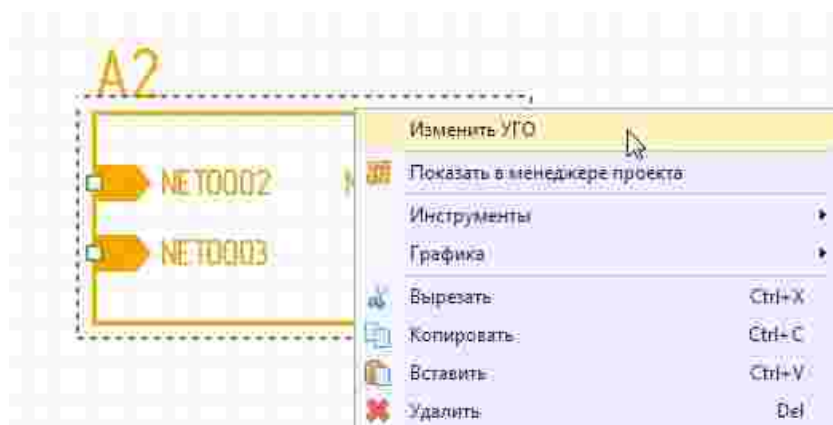 A2
Изменить УГО
NET0002
Показать в менеджере проекта
Инструменты
NET0003
Графика
Вырезать Ctrl+X
Копировать Ctrl+C
Вставить Ctrl+V
Удалить Del